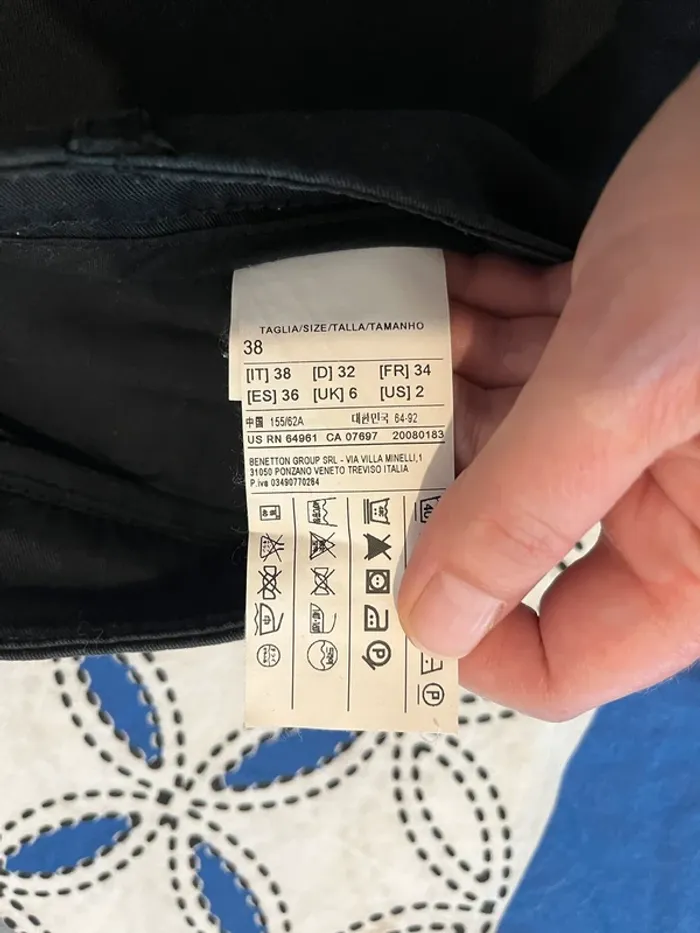 TAGLIA/SIZE/TALLA/TAMANHO
38
[IT] 38 [D] 32 [FR] 34
[ES] 36 [UK] 6 [US] 2
中国 155/62A 대한민국 64-92
US RN 64961 CA 07697 20080183
BENETTON GROUP SRL - VIA VILLA MINELLI,1
31050 PONZANO VENETO TREVISO ITALIA
P.iva 03490770264
40
中
P
P